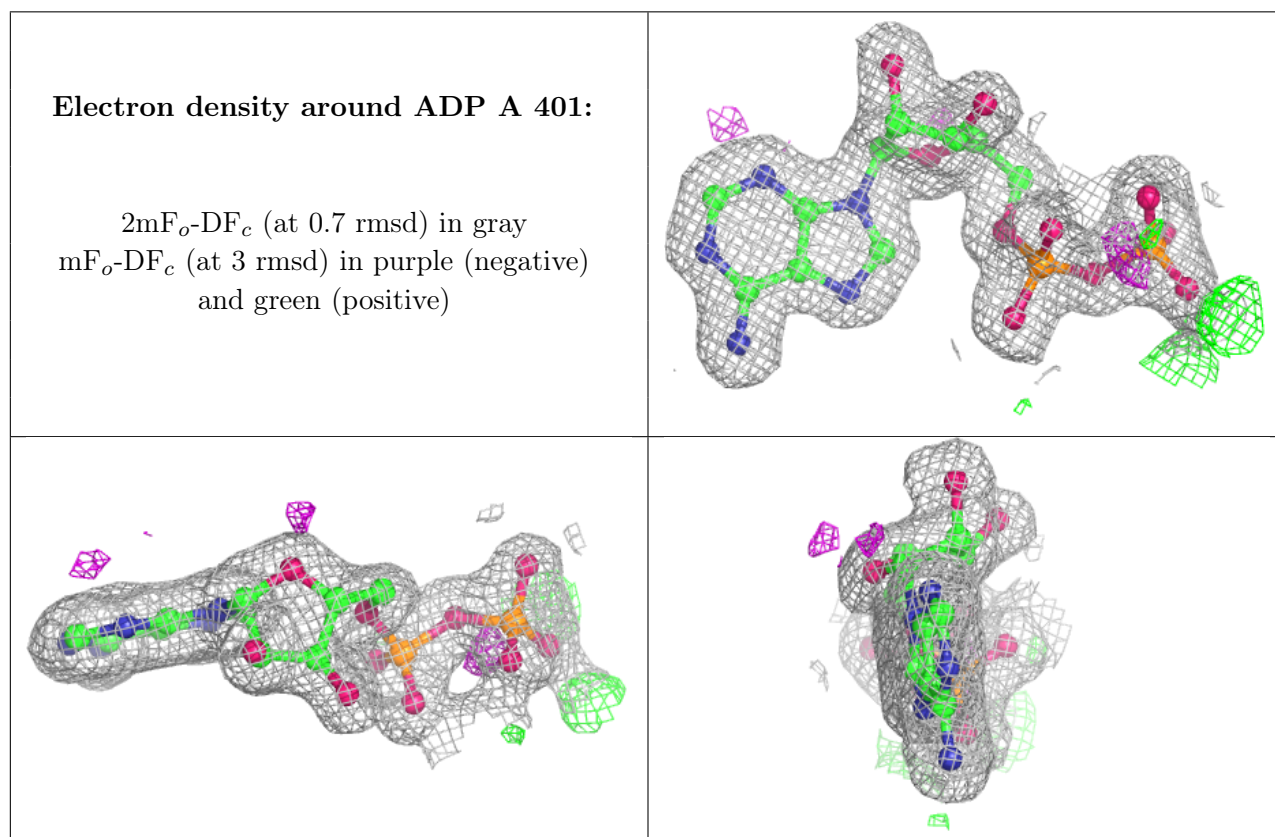 Electron density around ADP A 401:
2mFₒ-DF𝒸 (at 0.7 rmsd) in gray
mFₒ-DF𝒸 (at 3 rmsd) in purple (negative)
and green (positive)